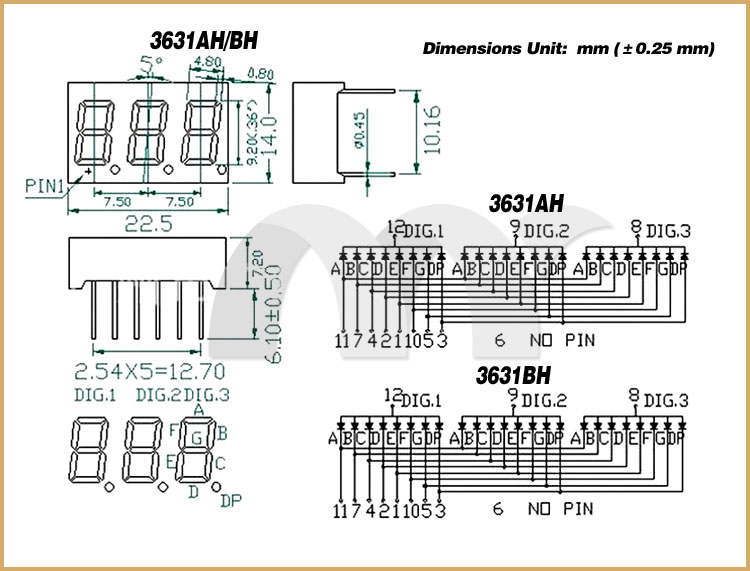 3631AH/BH
Dimensions Unit: mm (±0.25 mm)
5°
4.80
0.80
9.20(.36")
14.0
PIN1
7.50
7.50
22.5
Ø0.45
10.16
7.20
6.10±0.50
2.54X5=12.70
DIG.1 DIG.2 DIG.3
A
F G B
E C
D DP
3631AH
12 DIG.1 9 DIG.2 8 DIG.3
A B C D E F G DP A B C D E F G DP A B C D E F G DP
11 7 4 2 1 10 5 3 6 NO PIN
3631BH
12 DIG.1 9 DIG.2 8 DIG.3
A B C D E F G DP A B C D E F G DP A B C D E F G DP
11 7 4 2 1 10 5 3 6 NO PIN